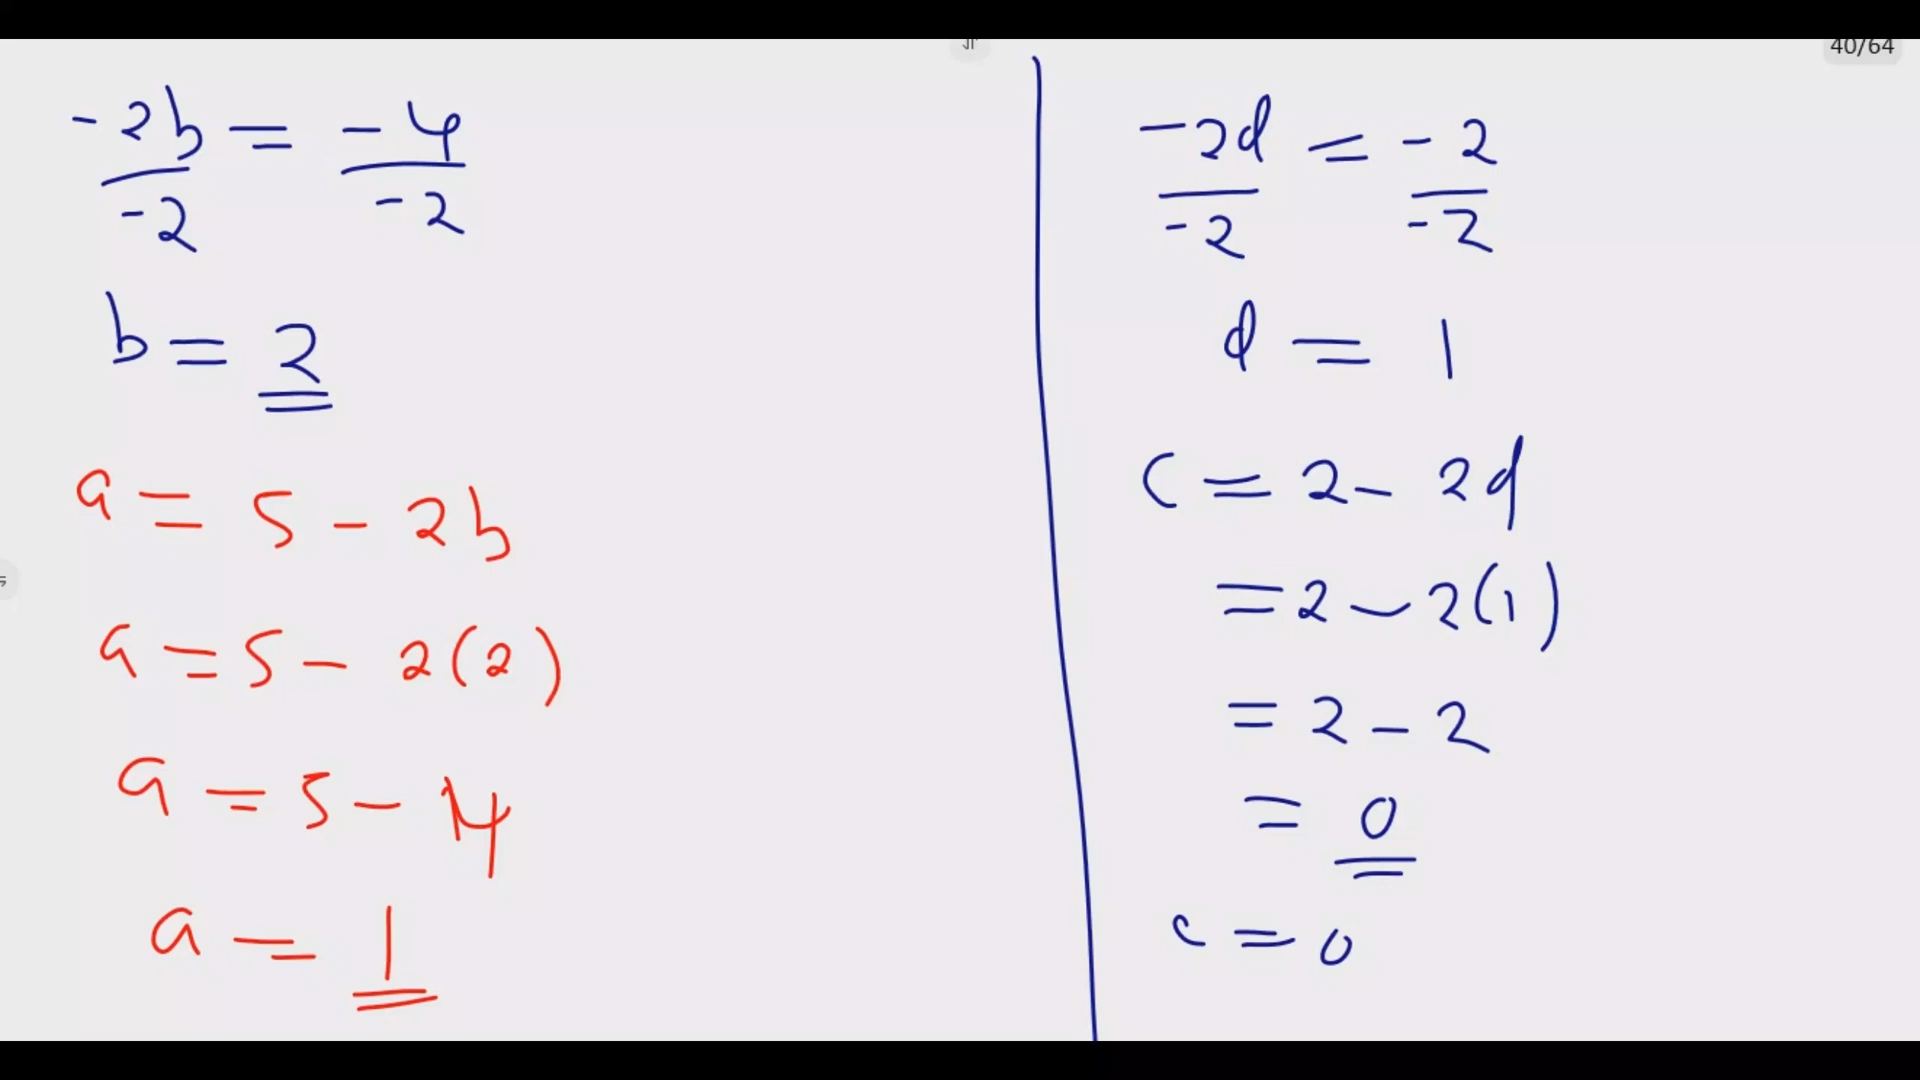 40/64
-2b = -4
-2 -2
b = 2
a = 5 - 2b
a = 5 - 2(2)
a = 5 - 4
a = 1
-2d = -2
-2 -2
d = 1
c = 2 - 2d
= 2 - 2(1)
= 2 - 2
= 0
c = 0